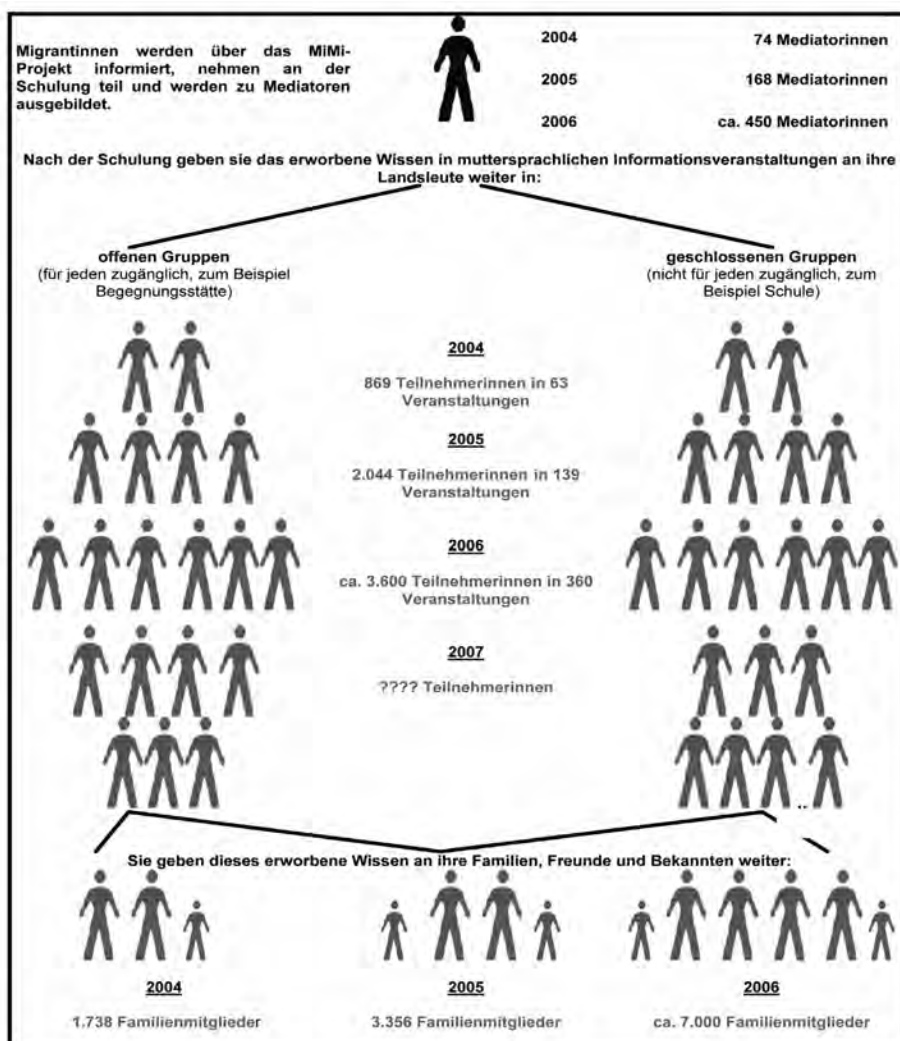 Migrantinnen werden über das MiMi-
Projekt informiert, nehmen an der
Schulung teil und werden zu Mediatoren
ausgebildet.
2004 74 Mediatorinnen
2005 168 Mediatorinnen
2006 ca. 450 Mediatorinnen
Nach der Schulung geben sie das erworbene Wissen in muttersprachlichen Informationsveranstaltungen an ihre
Landsleute weiter in:
offenen Gruppen
(für jeden zugänglich, zum Beispiel
Begegnungsstätte)
geschlossenen Gruppen
(nicht für jeden zugänglich, zum
Beispiel Schule)
2004
869 Teilnehmerinnen in 63
Veranstaltungen
2005
2.044 Teilnehmerinnen in 139
Veranstaltungen
2006
ca. 3.600 Teilnehmerinnen in 360
Veranstaltungen
2007
???? Teilnehmerinnen
Sie geben dieses erworbene Wissen an ihre Familien, Freunde und Bekannten weiter:
2004
1.738 Familienmitglieder
2005
3.356 Familienmitglieder
2006
ca. 7.000 Familienmitglieder